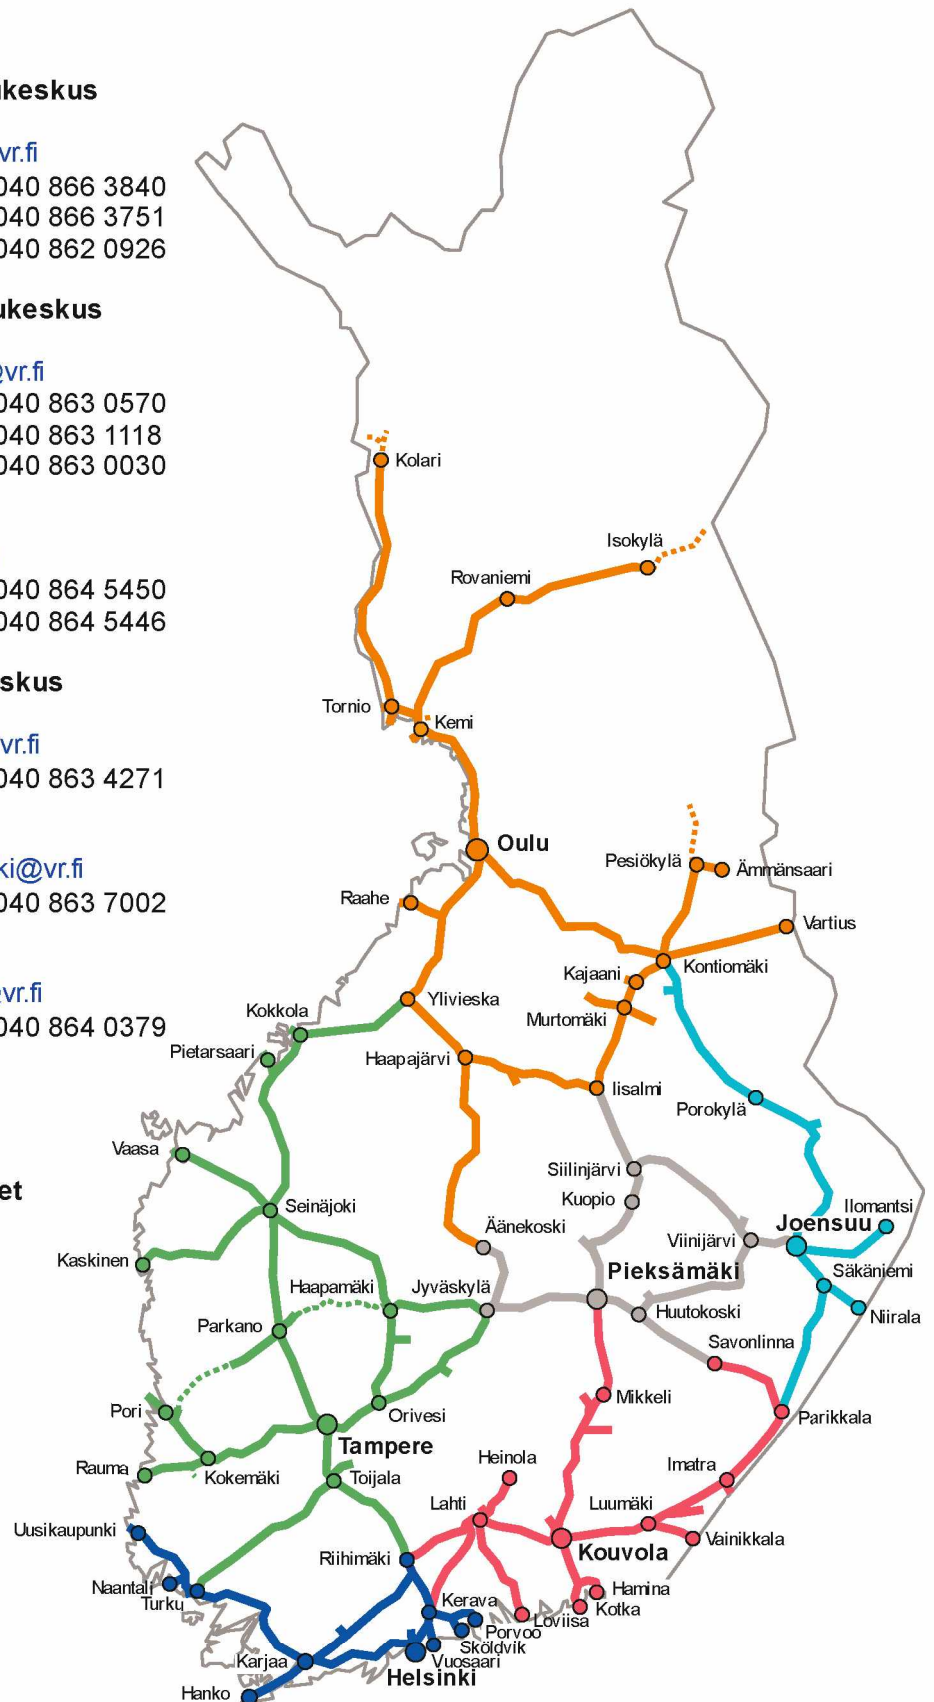 ukeskus
vr.fi
040 866 3840
040 866 3751
040 862 0926
ukeskus
@vr.fi
040 863 0570
040 863 1118
040 863 0030
040 864 5450
040 864 5446
skus
vr.fi
040 863 4271
ki@vr.fi
040 863 7002
@vr.fi
040 864 0379
et
Kolari
Isokylä
Rovaniemi
Tornio
Kemi
Oulu
Pesiökylä
Ämmänsaari
Raahe
Vartius
Kontiomäki
Kajaani
Ylivieska
Kokkola
Murtomäki
Pietarsaari
Haapajärvi
Iisalmi
Porokylä
Vaasa
Siilinjärvi
Kuopio
Seinäjoki
Ilomantsi
Joensuu
Äänekoski
Viinijärvi
Kaskinen
Pieksämäki
Säkäniemi
Haapamäki
Jyväskylä
Huutokoski
Niirala
Parkano
Savonlinna
Mikkeli
Pori
Orivesi
Parikkala
Tampere
Heinola
Imatra
Rauma
Kokemäki
Toijala
Lahti
Luumäki
Uusikaupunki
Vainikkala
Kouvola
Riihimäki
Naantali
Turku
Hamina
Kotka
Kerava
Loviisa
Porvoo
Sköldvik
Vuosaari
Karjaa
Helsinki
Hanko